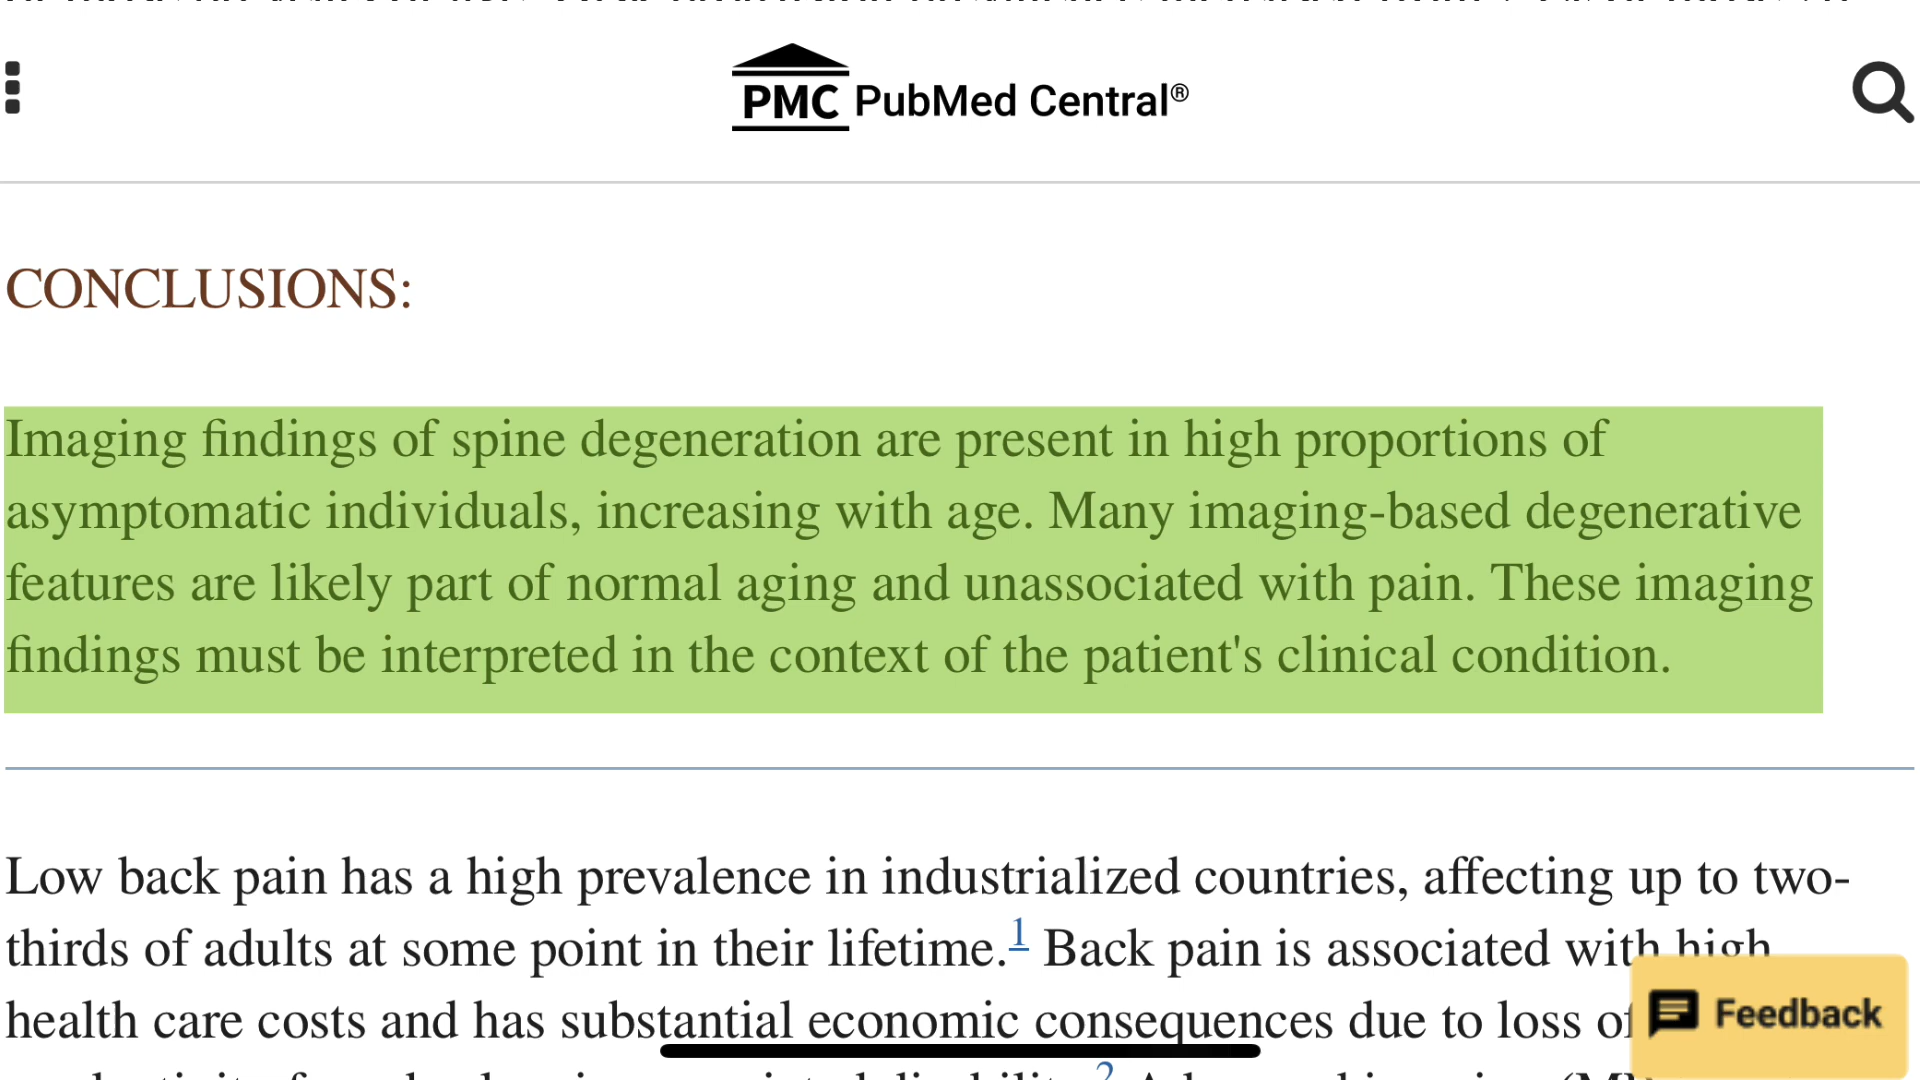 PMC PubMed Central®
CONCLUSIONS:
Imaging findings of spine degeneration are present in high proportions of
asymptomatic individuals, increasing with age. Many imaging-based degenerative
features are likely part of normal aging and unassociated with pain. These imaging
findings must be interpreted in the context of the patient's clinical condition.
Low back pain has a high prevalence in industrialized countries, affecting up to two-
thirds of adults at some point in their lifetime.1 Back pain is associated with high
health care costs and has substantial economic consequences due to loss of
Feedback